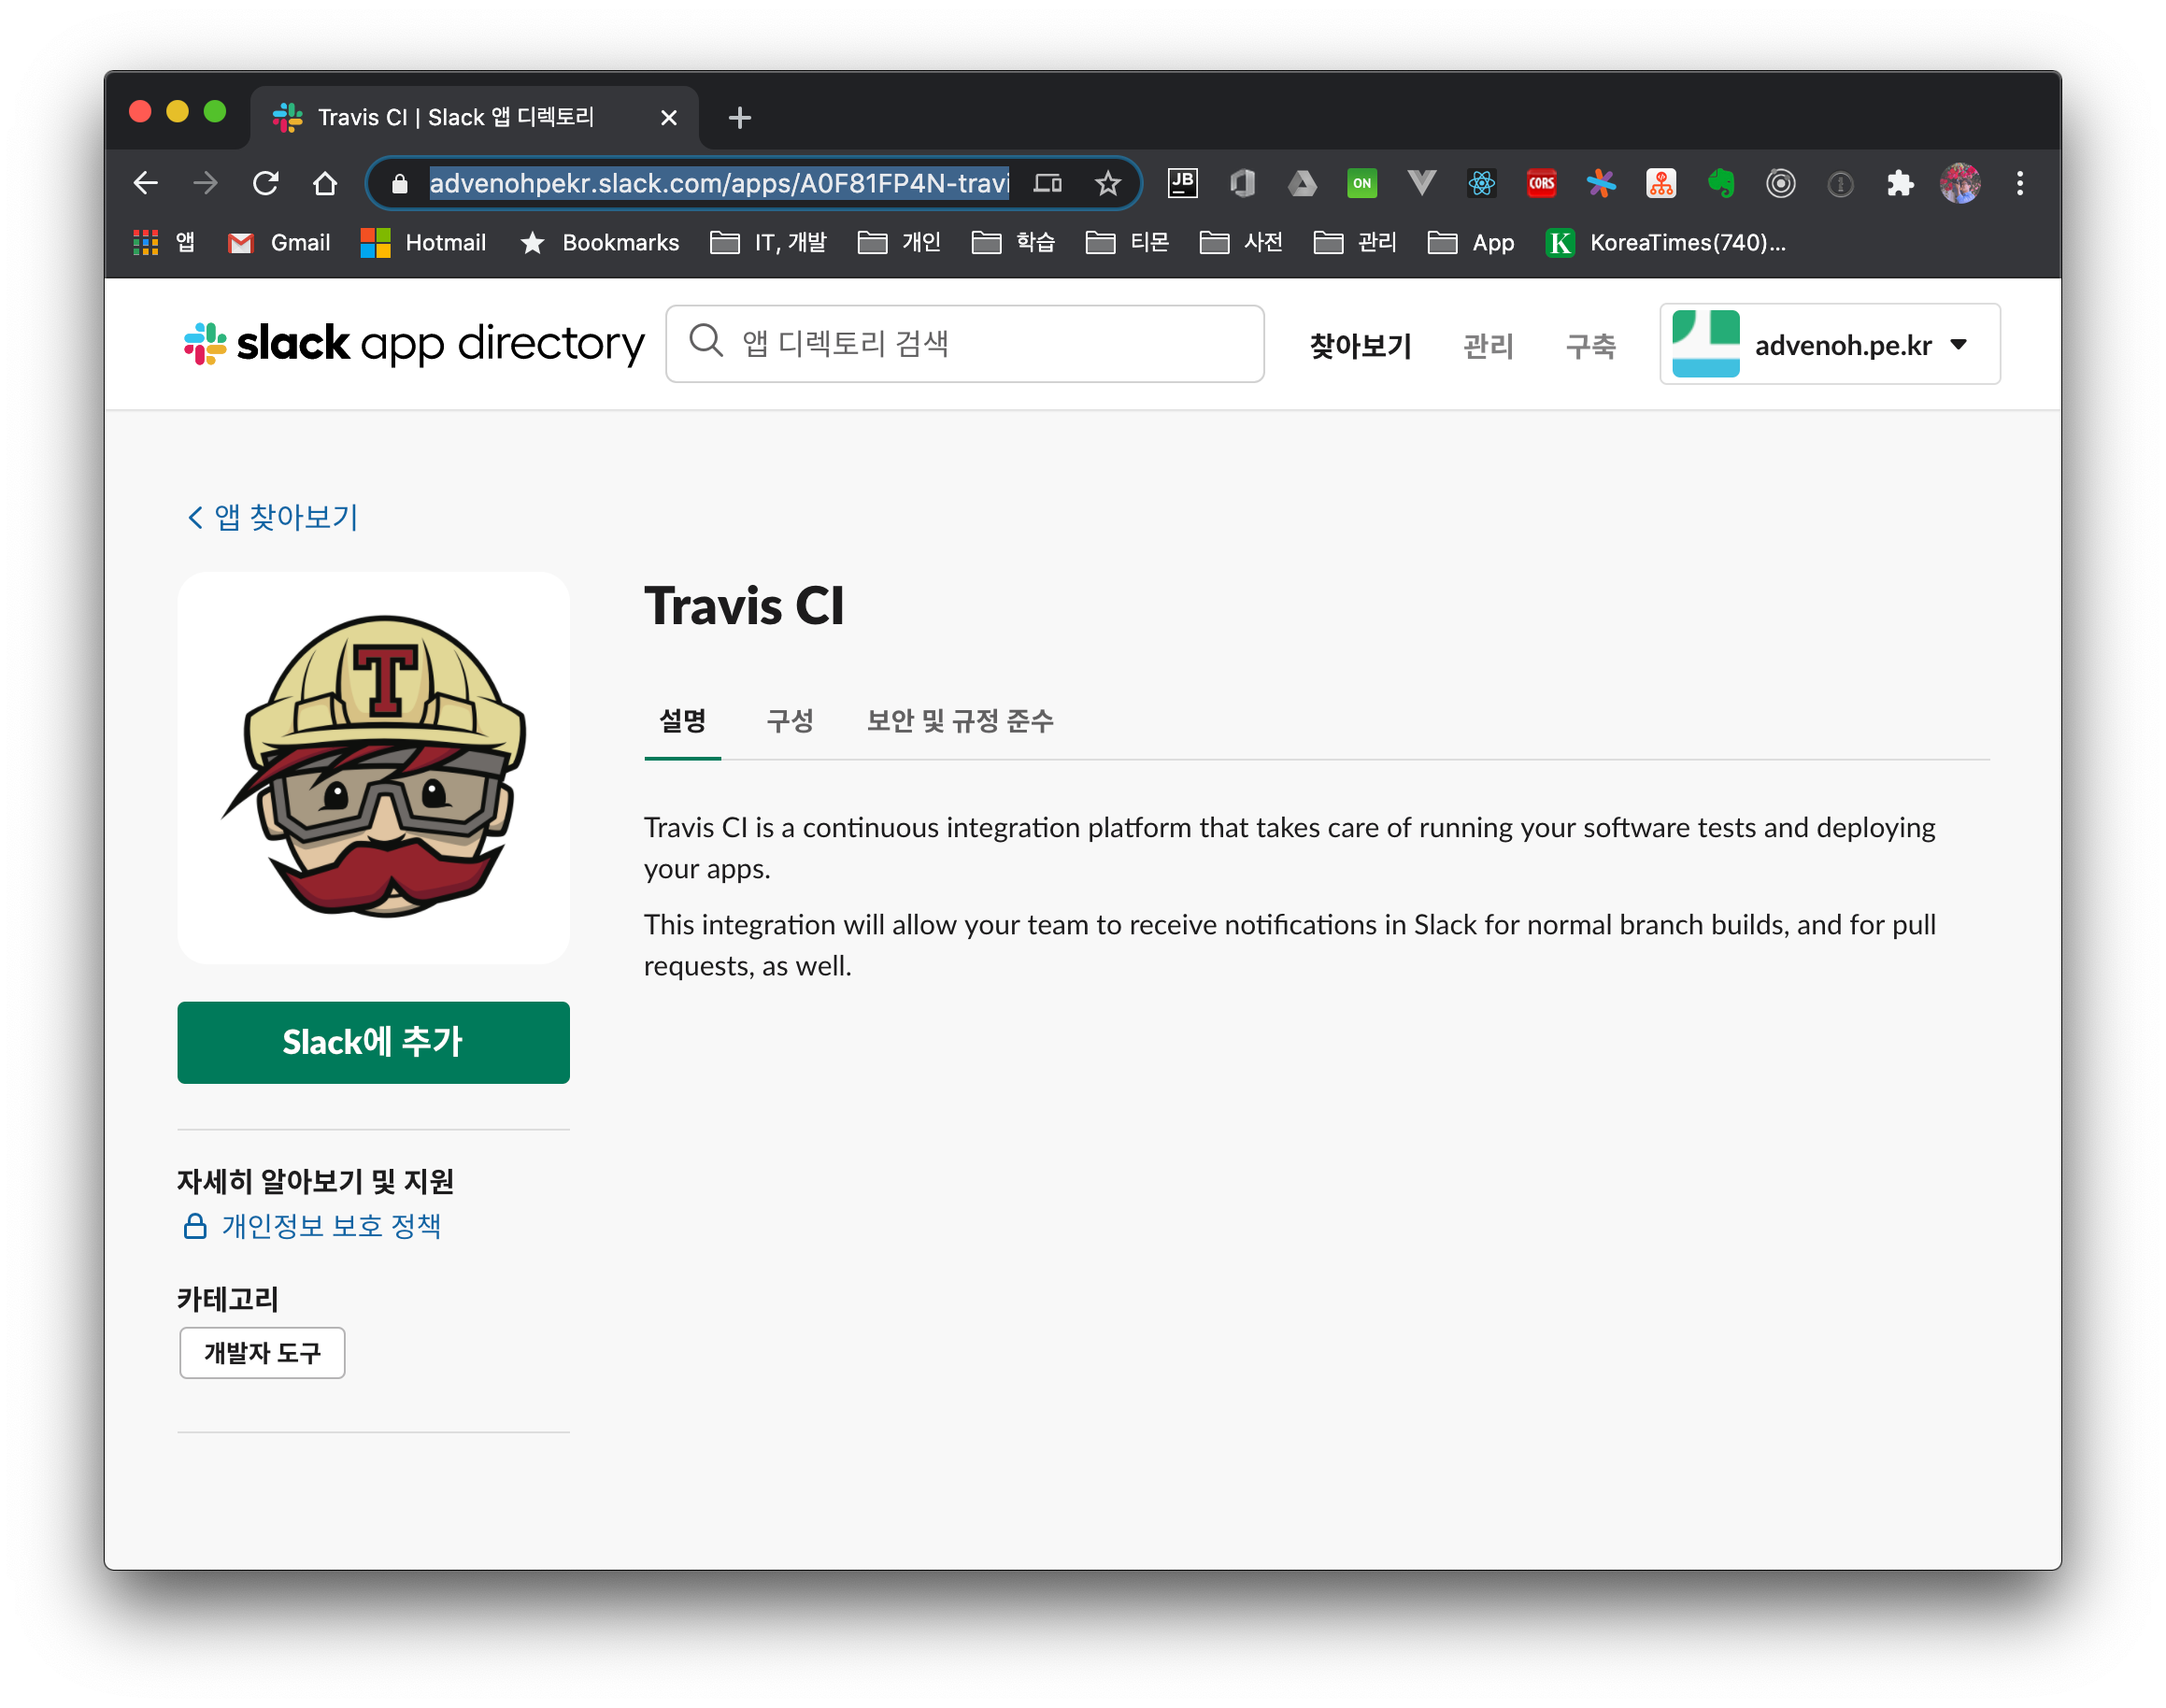 Travis CI | Slack 앱 디렉토리
advenohpekr.slack.com/apps/A0F81FP4N-travi
JB
ON
CORS
앱
Gmail
Hotmail
Bookmarks
IT, 개발
개인
학습
티몬
사전
관리
App
K
KoreaTimes(740)...
slack app directory
앱 디렉토리 검색
찾아보기
관리
구축
advenoh.pe.kr
앱 찾아보기
T
Travis CI
설명
구성
보안 및 규정 준수
Travis CI is a continuous integration platform that takes care of running your software tests and deploying
your apps.
This integration will allow your team to receive notifications in Slack for normal branch builds, and for pull
requests, as well.
Slack에 추가
자세히 알아보기 및 지원
개인정보 보호 정책
카테고리
개발자 도구